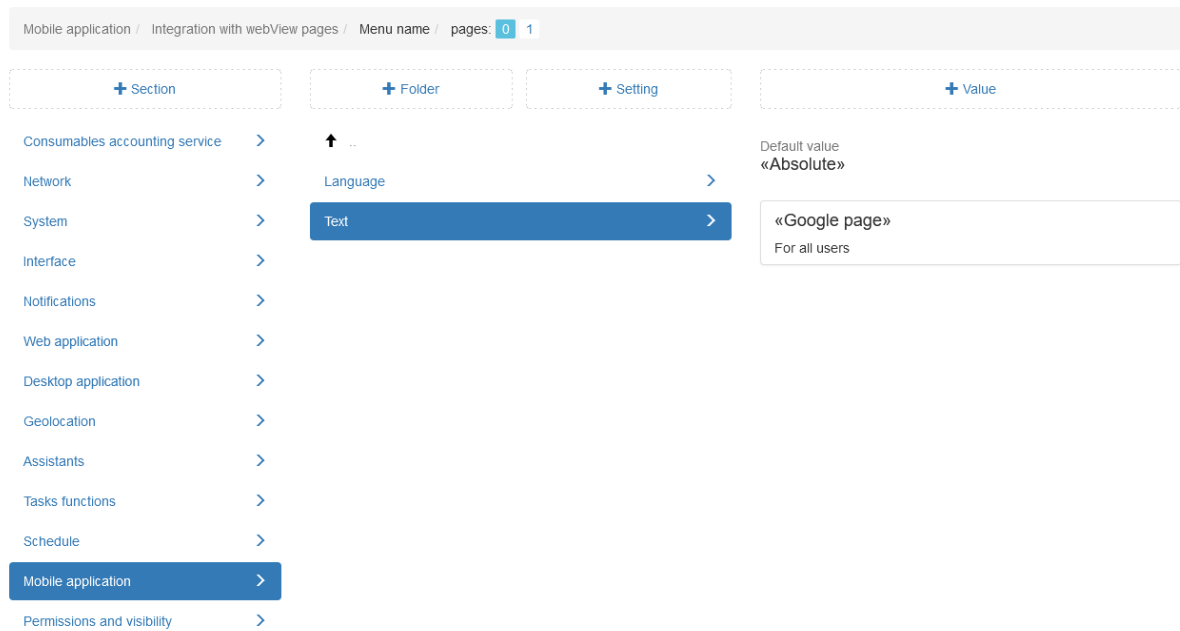 Mobile application / Integration with webView pages / Menu name / pages: 0 1
+ Section
+ Folder
+ Setting
+ Value
Consumables accounting service
Network
System
Interface
Notifications
Web application
Desktop application
Geolocation
Assistants
Tasks functions
Schedule
Mobile application
Permissions and visibility
..
Language
Text
Default value
«Absolute»
«Google page»
For all users